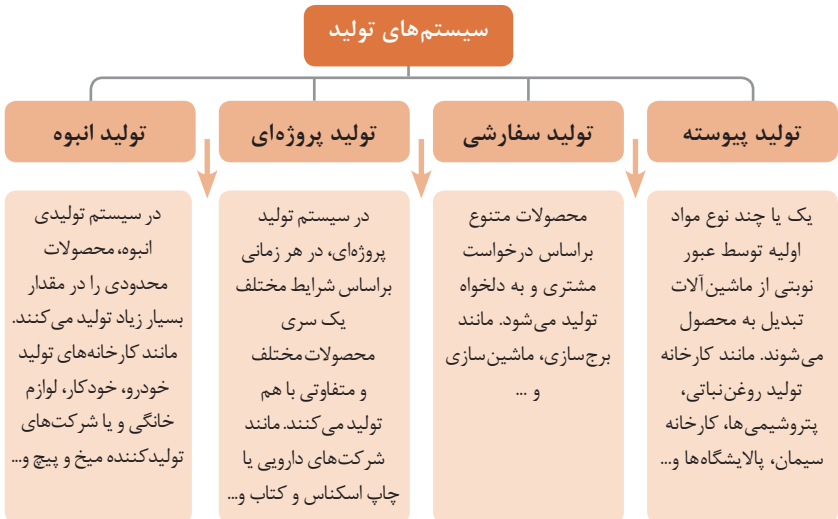 سیستم‌های تولید
تولید پیوسته
یک یا چند نوع مواد
اولیه توسط عبور
نوبتی از ماشین‌آلات
تبدیل به محصول
می‌شوند. مانند کارخانه
تولید روغن‌نباتی،
پتروشیمی‌ها، کارخانه
سیمان، پالایشگاه‌ها و...
تولید سفارشی
محصولات متنوع
براساس درخواست
مشتری و به دلخواه
تولید می‌شود. مانند
برج‌سازی، ماشین‌سازی
و ...
تولید پروژه‌ای
در سیستم تولید
پروژه‌ای، در هر زمانی
براساس شرایط مختلف
یک سری
محصولات مختلف
و متفاوتی با هم
تولید می‌کنند. مانند
شرکت‌های دارویی یا
چاپ اسکناس و کتاب و...
تولید انبوه
در سیستم تولیدی
انبوه، محصولات
محدودی را در مقدار
بسیار زیاد تولید می‌کنند.
مانند کارخانه‌های تولید
خودرو، خودکار، لوازم
خانگی و یا شرکت‌های
تولیدکننده میخ و پیچ و...